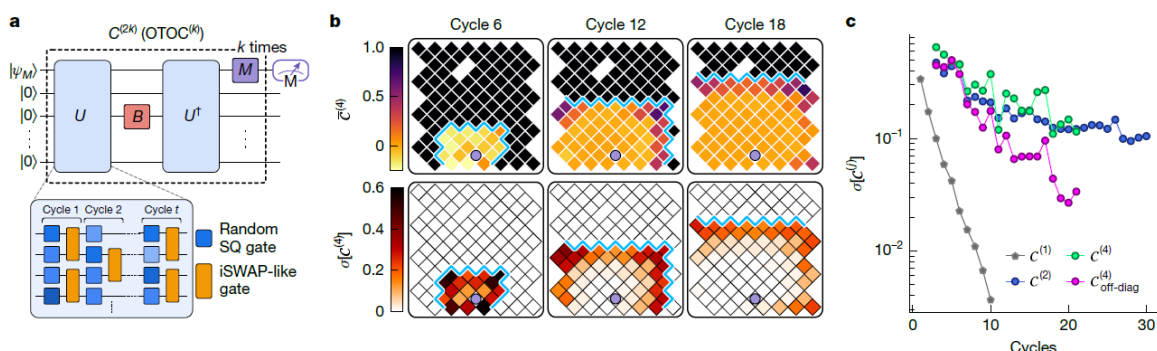 a
C^(2k) (OTOC^(k))
k times
|ψ_M⟩
|0⟩
|0⟩
⋮
|0⟩
U
B
U†
⋮
M
M
Cycle 1
Cycle 2
Cycle t
Random
SQ gate
iSWAP-like
gate
b
Cycle 6
Cycle 12
Cycle 18
C̅^(4)
1.0
0.5
0
σ[C^(4)]
0.6
0.4
0.2
0
c
σ[C^(j)]
10^−1
10^−2
C^(1)
C^(4)
C^(2)
C^(4)_off-diag
0
10
20
30
Cycles